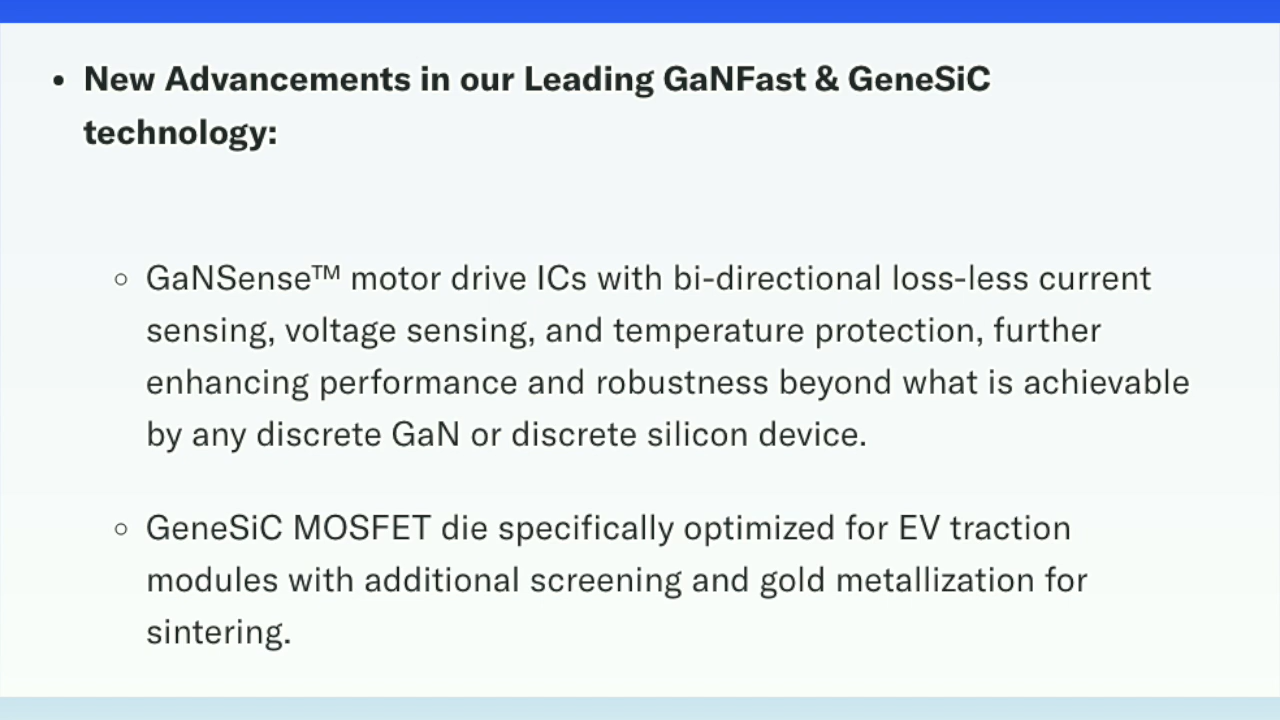 • New Advancements in our Leading GaNFast & GeneSiC
technology:
○ GaNSense™ motor drive ICs with bi-directional loss-less current
sensing, voltage sensing, and temperature protection, further
enhancing performance and robustness beyond what is achievable
by any discrete GaN or discrete silicon device.
○ GeneSiC MOSFET die specifically optimized for EV traction
modules with additional screening and gold metallization for
sintering.